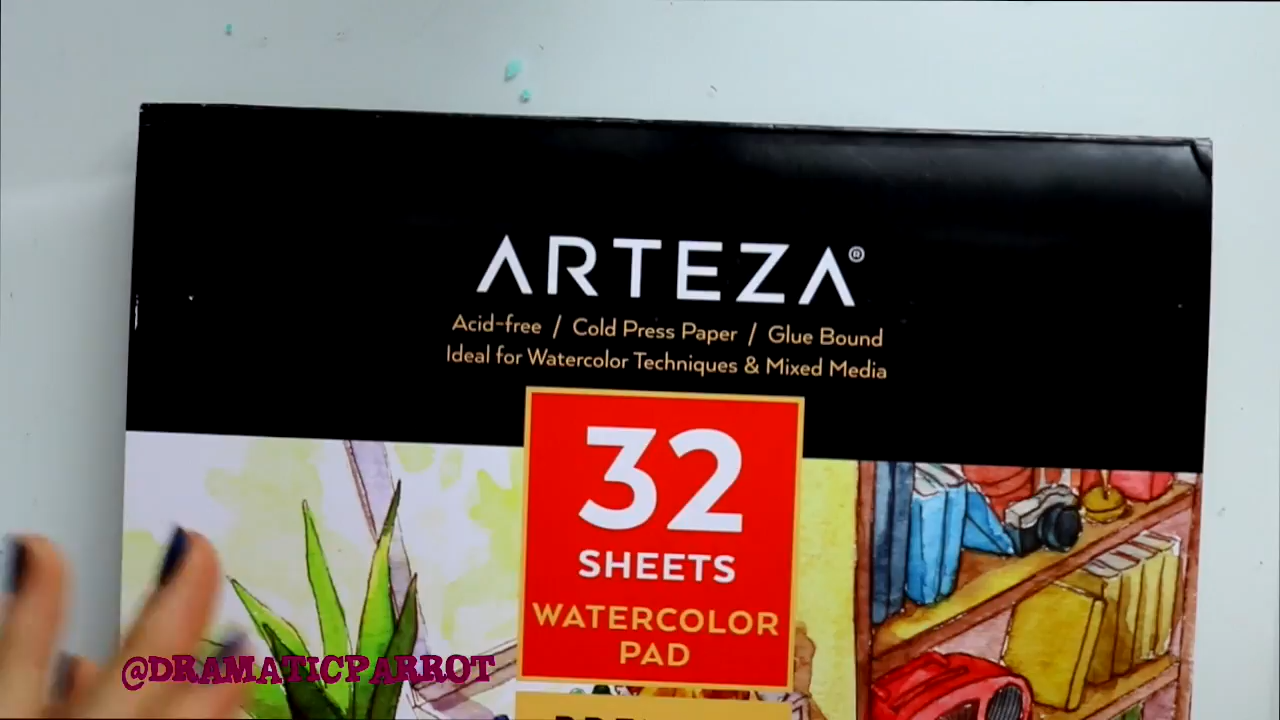 ARTEZA®
Acid-free / Cold Press Paper / Glue Bound
Ideal for Watercolor Techniques & Mixed Media
32
SHEETS
WATERCOLOR
PAD
@DRAMATICPARROT